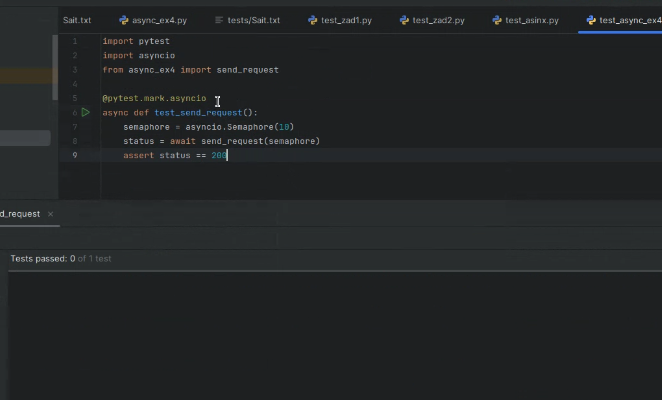 Sait.txt async_ex4.py tests/Sait.txt test_zad1.py test_zad2.py test_asinx.py test_async_ex4
1 import pytest
2 import asyncio
3 from async_ex4 import send_request
4
5 @pytest.mark.asyncio
6 async def test_send_request():
7 semaphore = asyncio.Semaphore(10)
8 status = await send_request(semaphore)
9 assert status == 200
d_request ×
Tests passed: 0 of 1 test